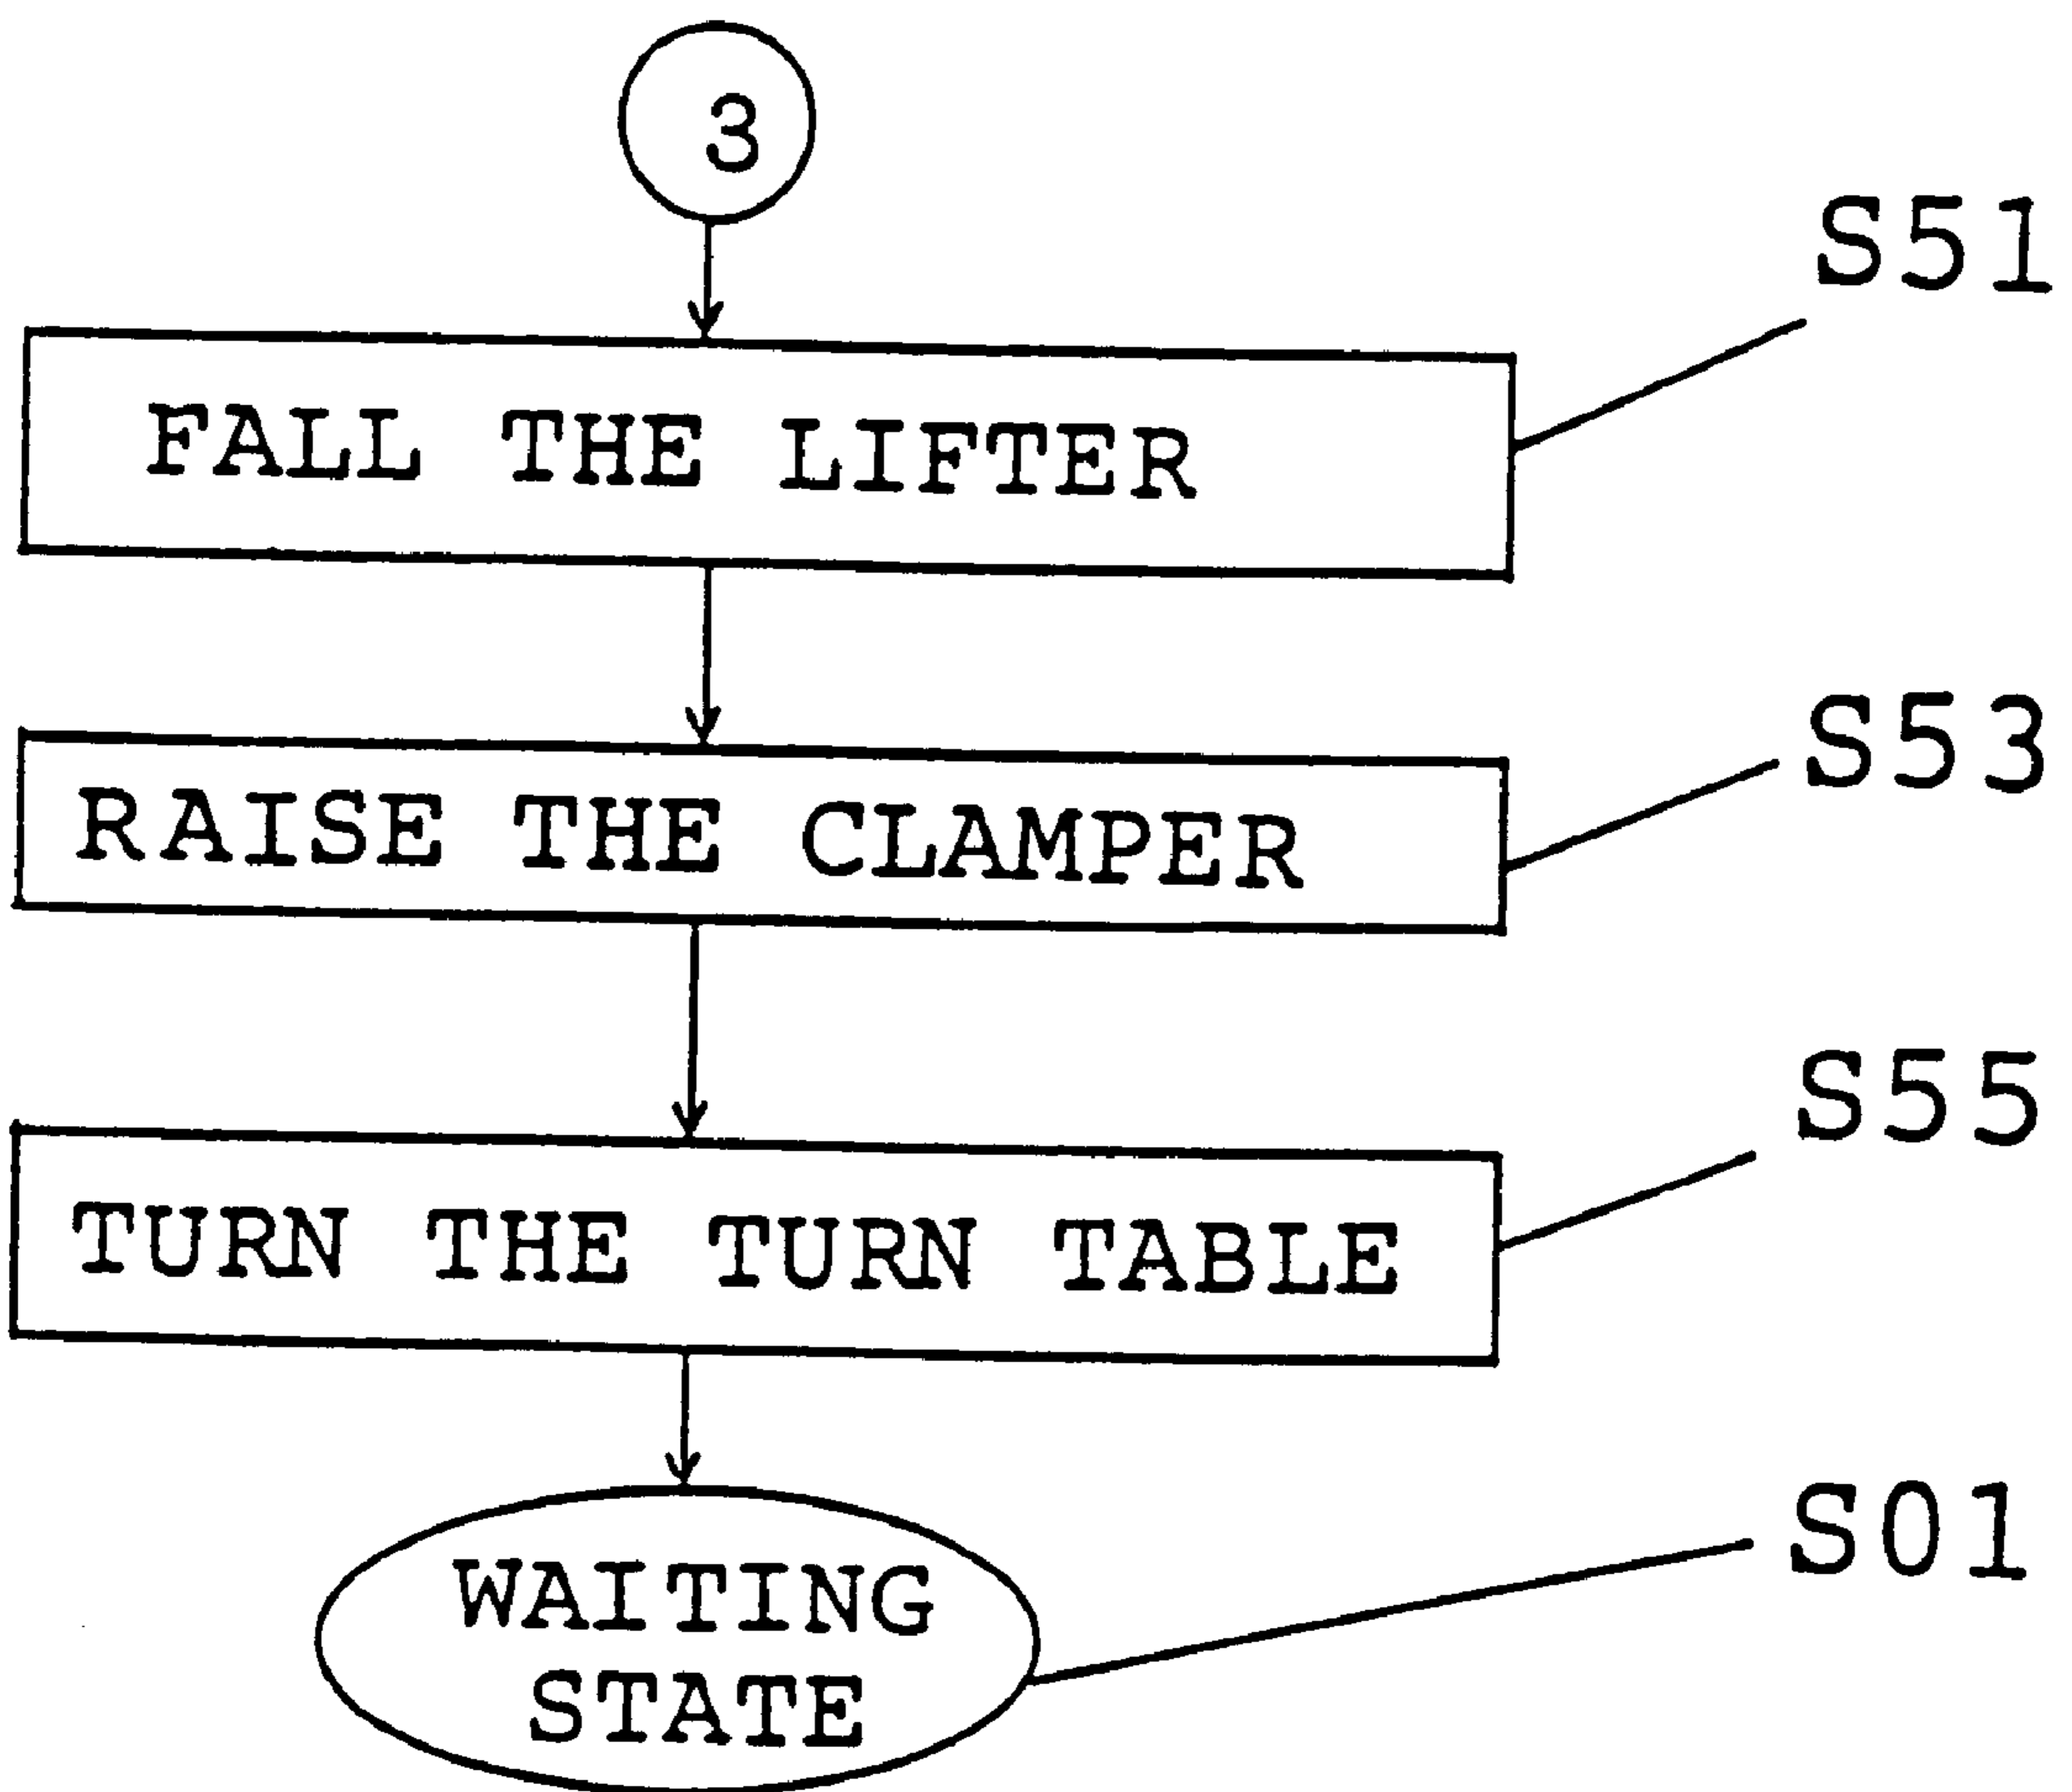 3
S51
FALL THE LIFTER
S53
RAISE THE CLAMPER
S55
TURN THE TURN TABLE
S01
WAITING
STATE